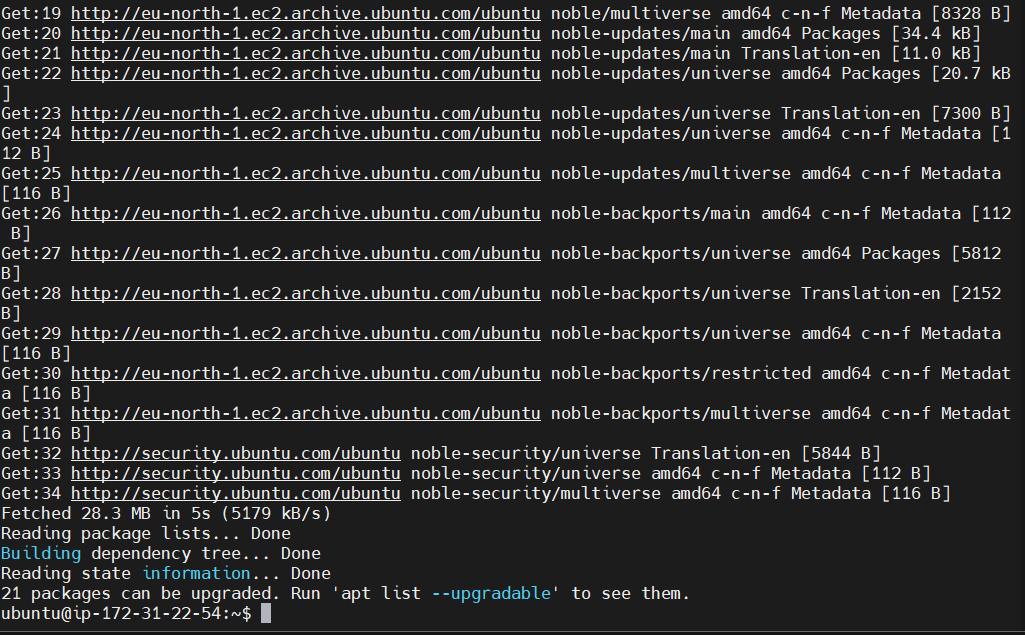 Get:19 http://eu-north-1.ec2.archive.ubuntu.com/ubuntu noble/multiverse amd64 c-n-f Metadata [8328 B]
Get:20 http://eu-north-1.ec2.archive.ubuntu.com/ubuntu noble-updates/main amd64 Packages [34.4 kB]
Get:21 http://eu-north-1.ec2.archive.ubuntu.com/ubuntu noble-updates/main Translation-en [11.0 kB]
Get:22 http://eu-north-1.ec2.archive.ubuntu.com/ubuntu noble-updates/universe amd64 Packages [20.7 kB
]
Get:23 http://eu-north-1.ec2.archive.ubuntu.com/ubuntu noble-updates/universe Translation-en [7300 B]
Get:24 http://eu-north-1.ec2.archive.ubuntu.com/ubuntu noble-updates/universe amd64 c-n-f Metadata [1
12 B]
Get:25 http://eu-north-1.ec2.archive.ubuntu.com/ubuntu noble-updates/multiverse amd64 c-n-f Metadata
[116 B]
Get:26 http://eu-north-1.ec2.archive.ubuntu.com/ubuntu noble-backports/main amd64 c-n-f Metadata [112
 B]
Get:27 http://eu-north-1.ec2.archive.ubuntu.com/ubuntu noble-backports/universe amd64 Packages [5812
B]
Get:28 http://eu-north-1.ec2.archive.ubuntu.com/ubuntu noble-backports/universe Translation-en [2152
B]
Get:29 http://eu-north-1.ec2.archive.ubuntu.com/ubuntu noble-backports/universe amd64 c-n-f Metadata
[116 B]
Get:30 http://eu-north-1.ec2.archive.ubuntu.com/ubuntu noble-backports/restricted amd64 c-n-f Metadat
a [116 B]
Get:31 http://eu-north-1.ec2.archive.ubuntu.com/ubuntu noble-backports/multiverse amd64 c-n-f Metadat
a [116 B]
Get:32 http://security.ubuntu.com/ubuntu noble-security/universe Translation-en [5844 B]
Get:33 http://security.ubuntu.com/ubuntu noble-security/universe amd64 c-n-f Metadata [112 B]
Get:34 http://security.ubuntu.com/ubuntu noble-security/multiverse amd64 c-n-f Metadata [116 B]
Fetched 28.3 MB in 5s (5179 kB/s)
Reading package lists... Done
Building dependency tree... Done
Reading state information... Done
21 packages can be upgraded. Run 'apt list --upgradable' to see them.
ubuntu@ip-172-31-22-54:~$